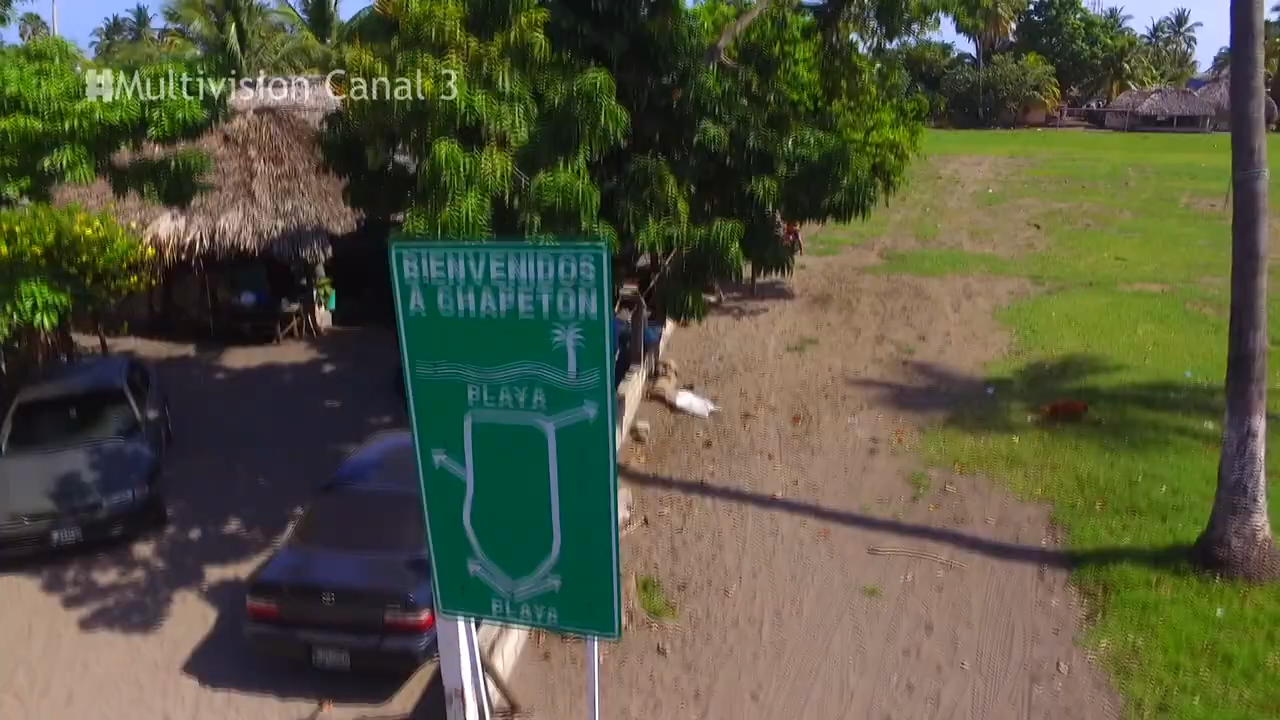 Multivision Canal 3
BIENVENIDOS
A CHAPETON
PLAYA
PLAYA